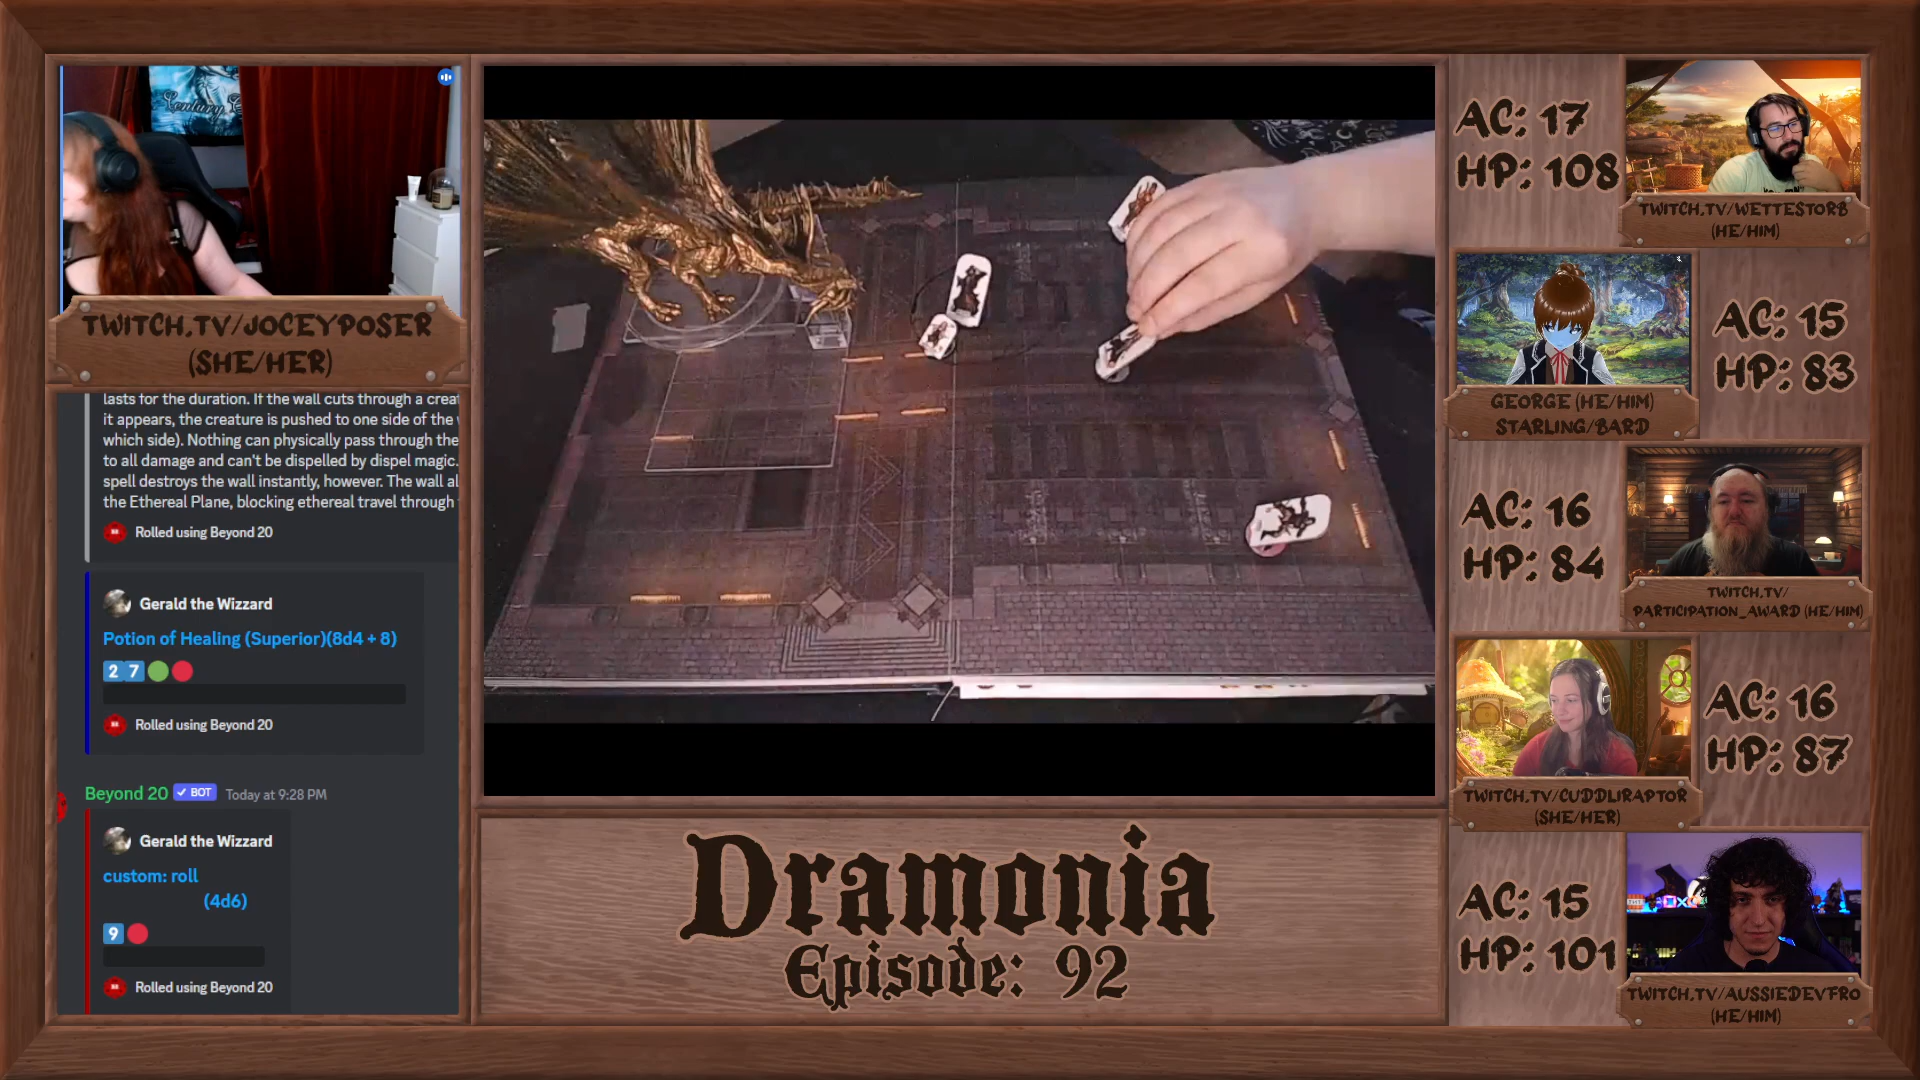 Century
TWITCH.TV/JOCEYPOSER
(SHE/HER)
lasts for the duration. If the wall cuts through a
it appears, the creature is pushed to one side of the
which side). Nothing can physically pass through the
to all damage and can't be dispelled by dispel magic.
spell destroys the wall instantly, however. The wall
the Ethereal Plane, blocking ethereal travel through
Rolled using Beyond 20
Gerald the Wizzard
Potion of Healing (Superior)(8d4 + 8)
2 7
Rolled using Beyond 20
Beyond 20 ✓ BOT Today at 9:28 PM
Gerald the Wizzard
custom: roll
(4d6)
9
Rolled using Beyond 20
Dramonia
Episode: 92
AC: 17
HP: 108
TWITCH.TV/WETTESTORB
(HE/HIM)
AC: 15
HP: 83
GEORGE (HE/HIM)
STARLING/BARD
AC: 16
HP: 84
TWITCH.TV/
PARTICIPATION_AWARD (HE/HIM)
AC: 16
HP: 87
TWITCH.TV/CUDDLIRAPTOR
(SHE/HER)
AC: 15
HP: 101
TWITCH.TV/AUSSIEDEVFRO
(HE/HIM)